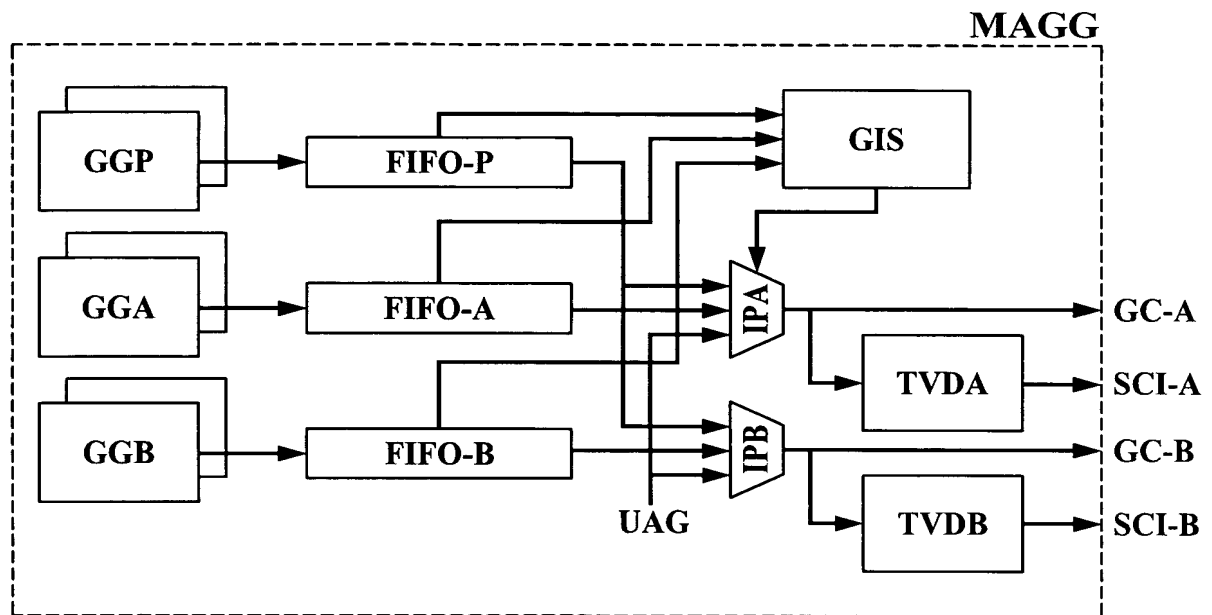 MAGG
GGP
FIFO-P
GIS
GGA
FIFO-A
IPA
GC-A
TVDA
SCI-A
GGB
FIFO-B
IPB
GC-B
UAG
TVDB
SCI-B